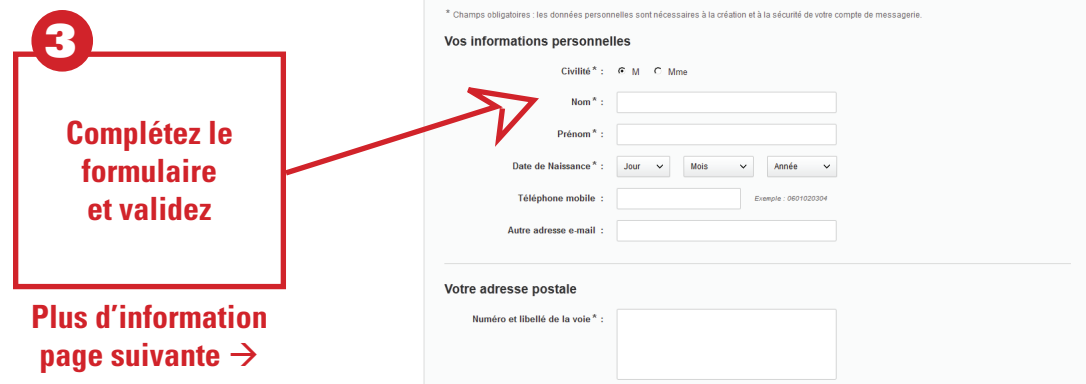 3
Complétez le
formulaire
et validez
Plus d’information
page suivante →
* Champs obligatoires : les données personnelles sont nécessaires à la création et à la sécurité de votre compte de messagerie.
Vos informations personnelles
Civilité * : M Mme
Nom * :
Prénom * :
Date de Naissance * : Jour Mois Année
Téléphone mobile : Exemple : 0601020304
Autre adresse e-mail :
Votre adresse postale
Numéro et libellé de la voie * :